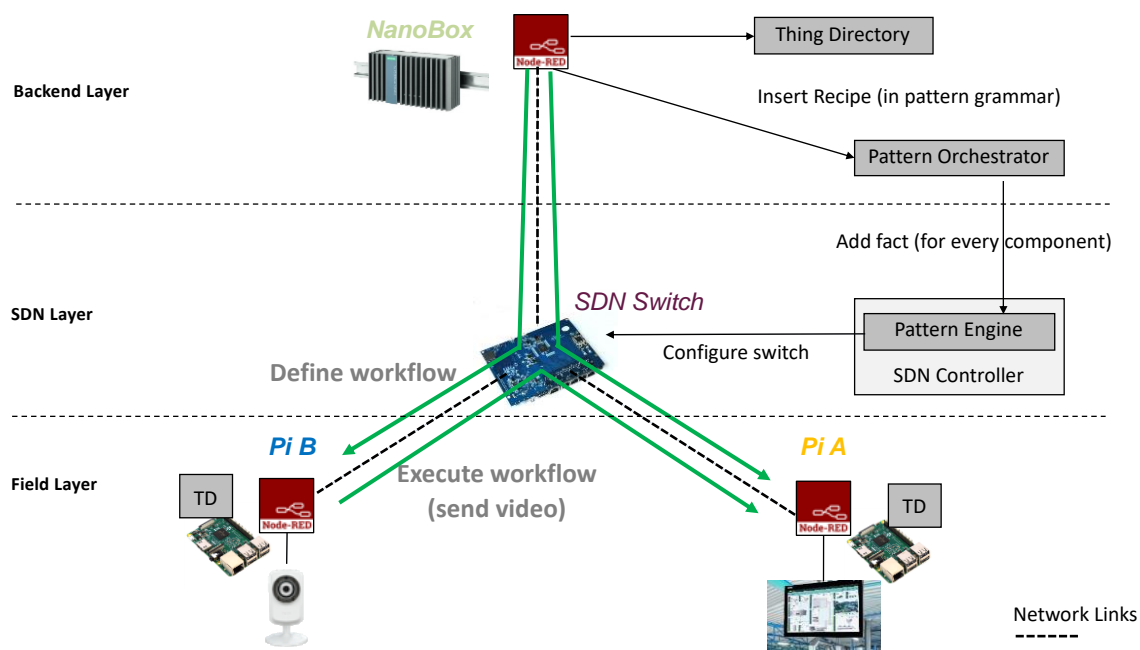 NanoBox
Node-RED
Thing Directory
Backend Layer
Insert Recipe (in pattern grammar)
Pattern Orchestrator
Add fact (for every component)
SDN Layer
SDN Switch
Pattern Engine
Configure switch
SDN Controller
Define workflow
Pi B
Pi A
Field Layer
Execute workflow
(send video)
TD
Node-RED
Node-RED
TD
Network Links